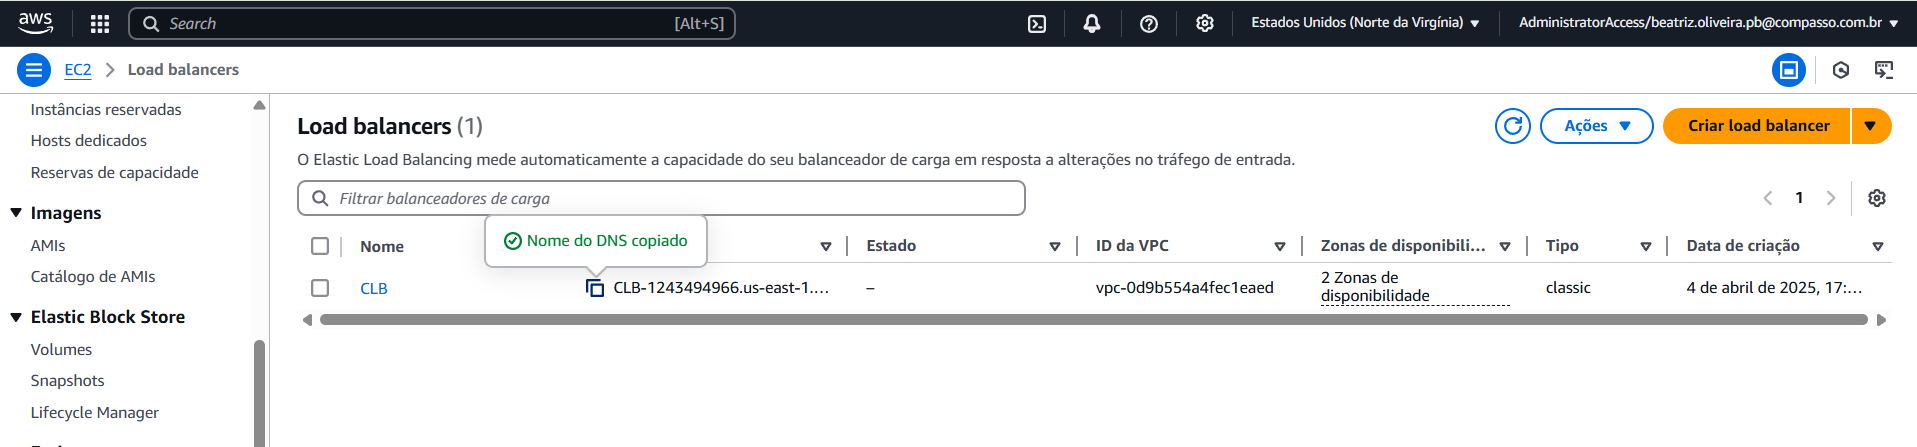 aws
Search [Alt+S]
Estados Unidos (Norte da Virgínia)
AdministratorAccess/beatriz.oliveira.pb@compasso.com.br
EC2
Load balancers
Instâncias reservadas
Hosts dedicados
Reservas de capacidade
Imagens
AMIs
Catálogo de AMIs
Elastic Block Store
Volumes
Snapshots
Lifecycle Manager
Load balancers (1)
Ações
Criar load balancer
O Elastic Load Balancing mede automaticamente a capacidade do seu balanceador de carga em resposta a alterações no tráfego de entrada.
Filtrar balanceadores de carga
1
Nome do DNS copiado
Nome Estado ID da VPC Zonas de disponibili... Tipo Data de criação
CLB CLB-1243494966.us-east-1.... – vpc-0d9b554a4fec1eaed 2 Zonas de
disponibilidade classic 4 de abril de 2025, 17:...